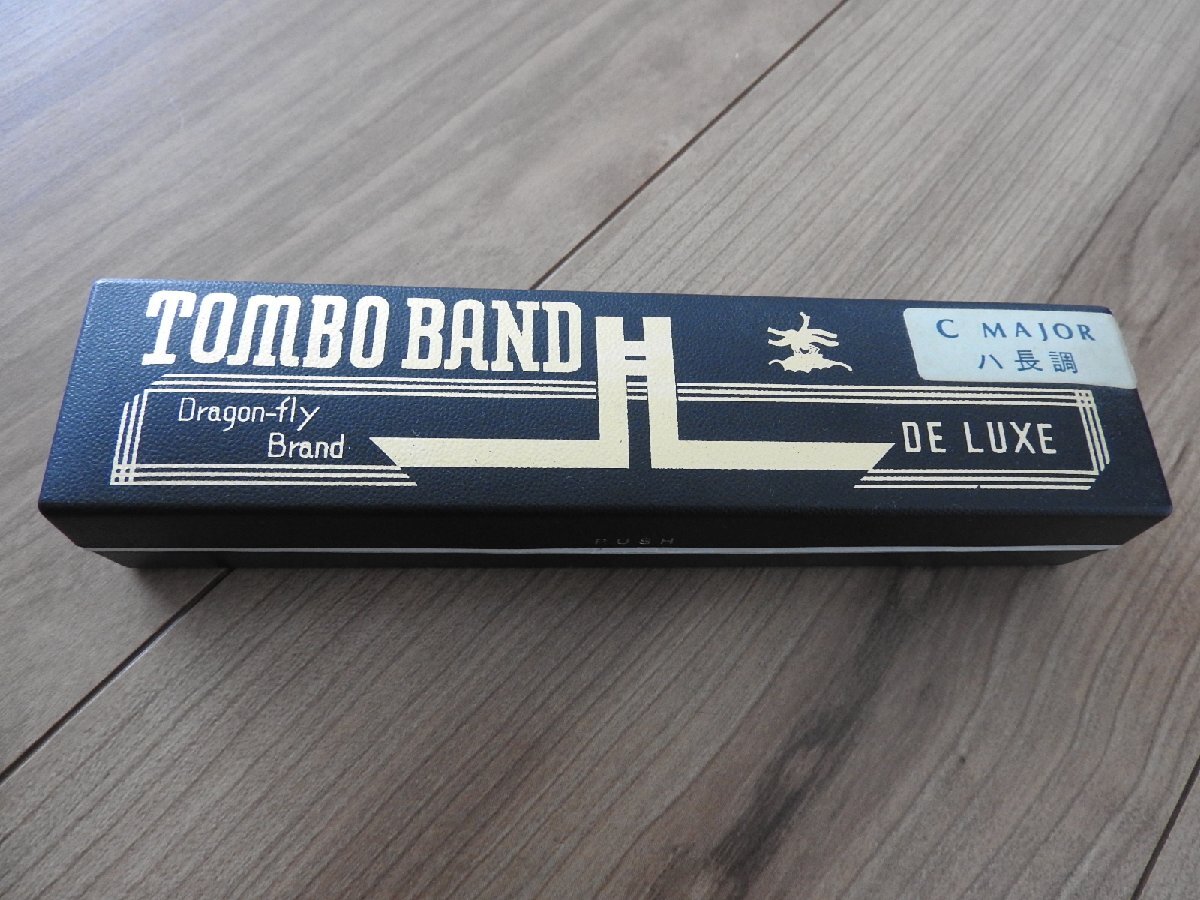 TOMBO BAND
C MAJOR
ハ長調
Dragon-fly
Brand
DE LUXE
PUSH